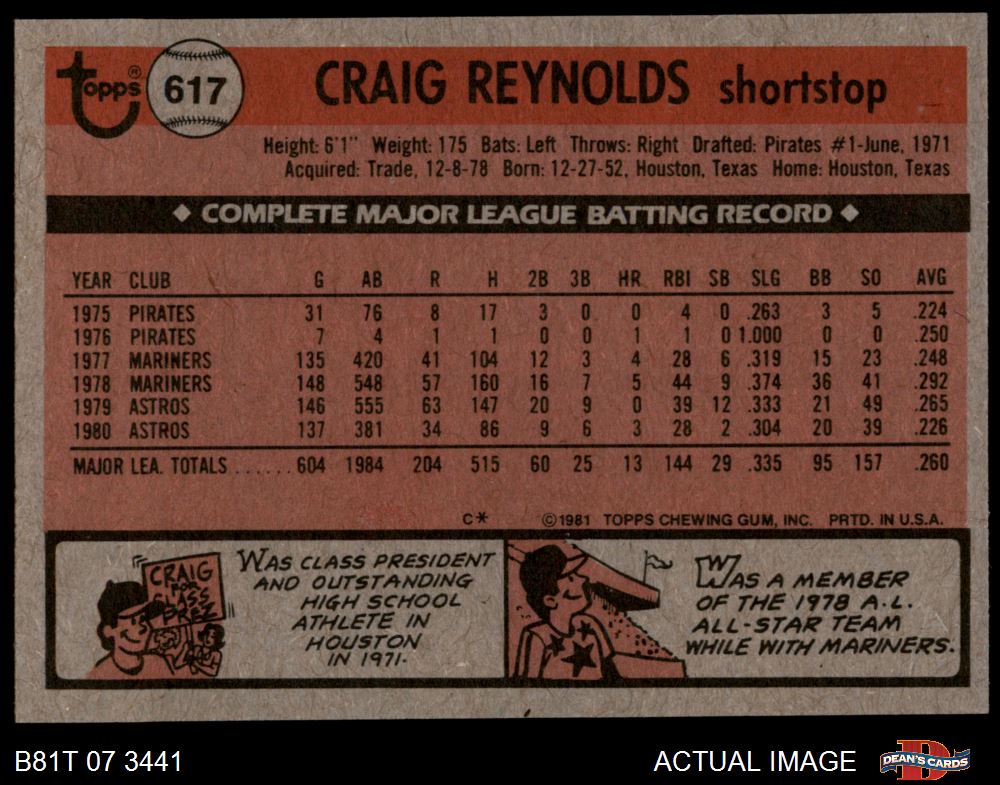 Topps® 617 CRAIG REYNOLDS shortstop
Height: 6'1" Weight: 175 Bats: Left Throws: Right Drafted: Pirates #1-June, 1971
Acquired: Trade, 12-8-78 Born: 12-27-52, Houston, Texas Home: Houston, Texas
◆ COMPLETE MAJOR LEAGUE BATTING RECORD ◆
YEAR CLUB G AB R H 2B 3B HR RBI SB SLG BB SO AVG
1975 PIRATES 31 76 8 17 3 0 0 4 0 .263 3 5 .224
1976 PIRATES 7 4 1 1 0 0 1 1 0 1.000 0 0 .250
1977 MARINERS 135 420 41 104 12 3 4 28 6 .319 15 23 .248
1978 MARINERS 148 548 57 160 16 7 5 44 9 .374 36 41 .292
1979 ASTROS 146 555 63 147 20 9 0 39 12 .333 21 49 .265
1980 ASTROS 137 381 34 86 9 6 3 28 2 .304 20 39 .226
MAJOR LEA. TOTALS ...... 604 1984 204 515 60 25 13 144 29 .335 95 157 .260
C* ©1981 TOPPS CHEWING GUM, INC. PRTD. IN U.S.A.
CRAIG
FOR
CLASS
PREZ
WAS CLASS PRESIDENT
AND OUTSTANDING
HIGH SCHOOL
ATHLETE IN
HOUSTON
IN 1971.
WAS A MEMBER
OF THE 1978 A.L.
ALL-STAR TEAM
WHILE WITH MARINERS.
B81T 07 3441 ACTUAL IMAGE DEAN'S CARDS